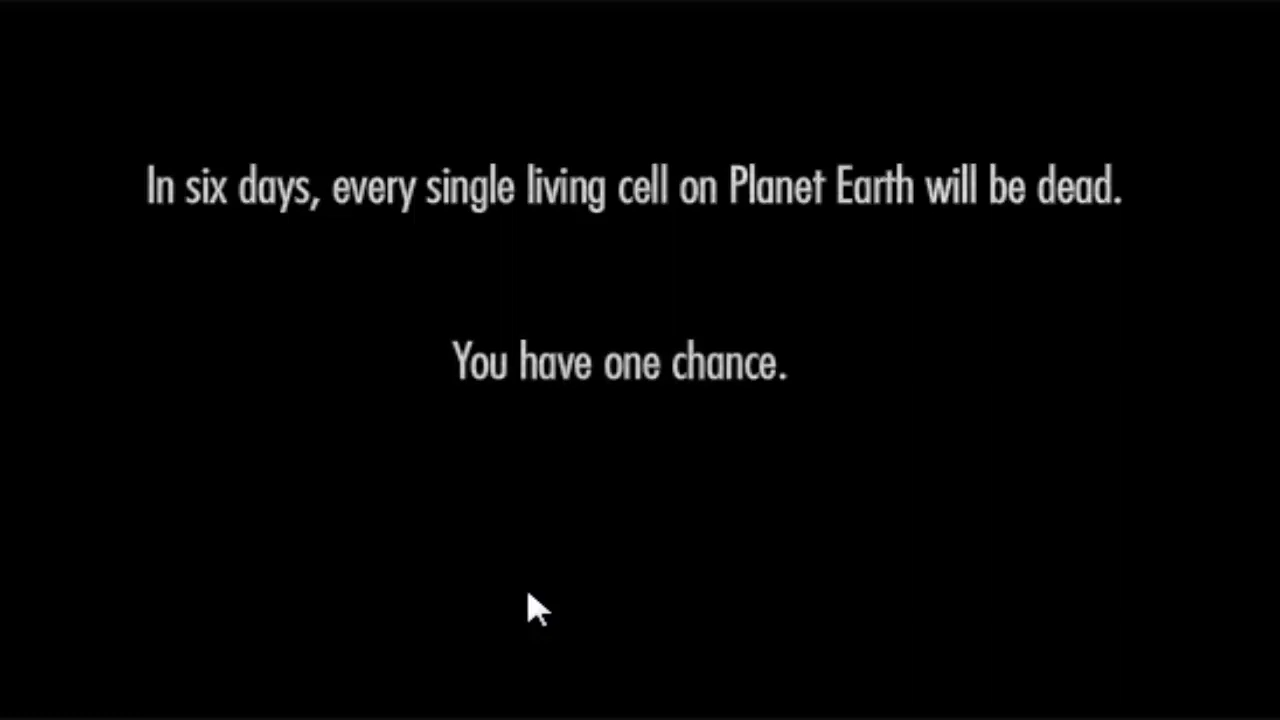 In six days, every single living cell on Planet Earth will be dead.
You have one chance.